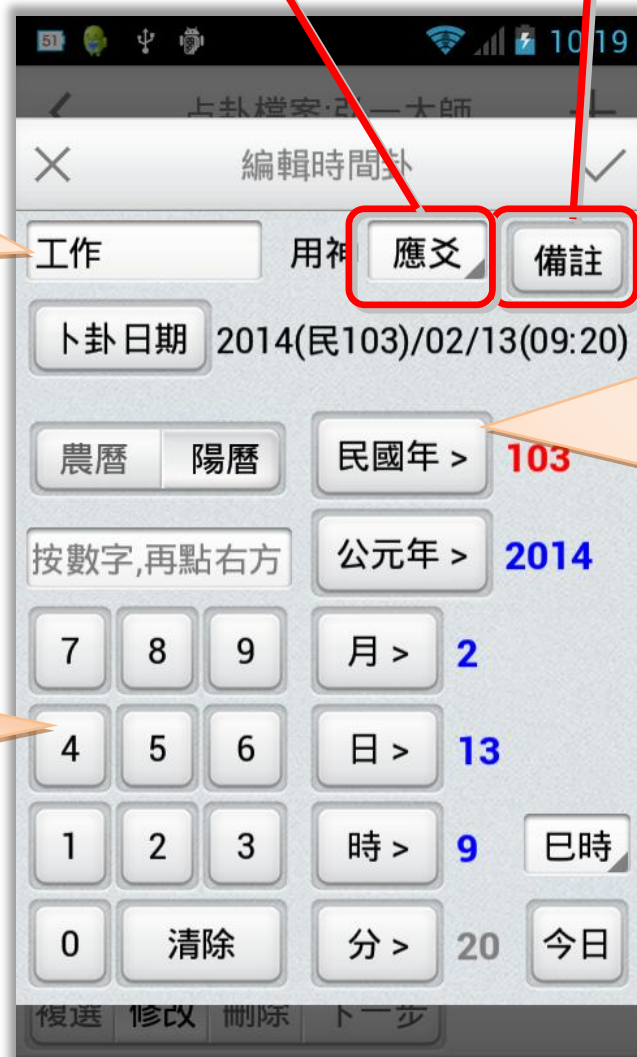 51 10:19
占卦檔案:張一大師
編輯時間卦
工作 用神 應爻 備註
卜卦日期 2014(民103)/02/13(09:20)
農曆 陽曆 民國年 > 103
按數字,再點右方 公元年 > 2014
7 8 9 月 > 2
4 5 6 日 > 13
1 2 3 時 > 9 巳時
0 清除 分 > 20 今日
複選 修改 刪除 下一步